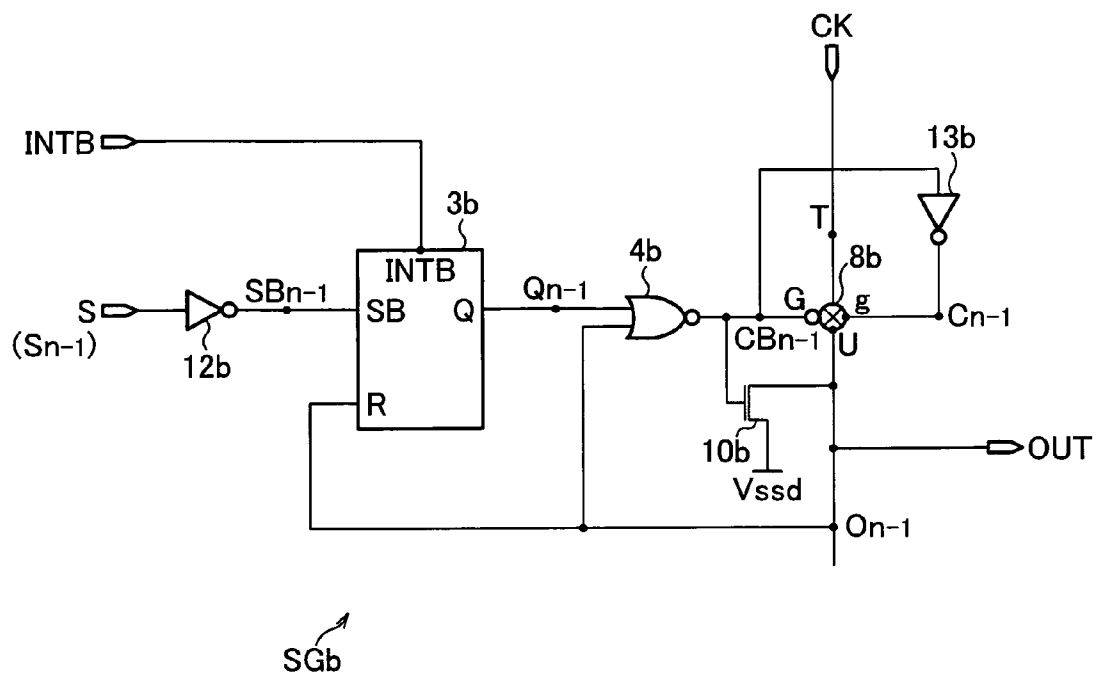 CK
INTB
13b
3b
T
INTB
4b
8b
S
SBn-1
SB
Q
Qn-1
G
g
Cn-1
(Sn-1)
12b
CBn-1
U
R
10b
OUT
Vssd
On-1
SGb